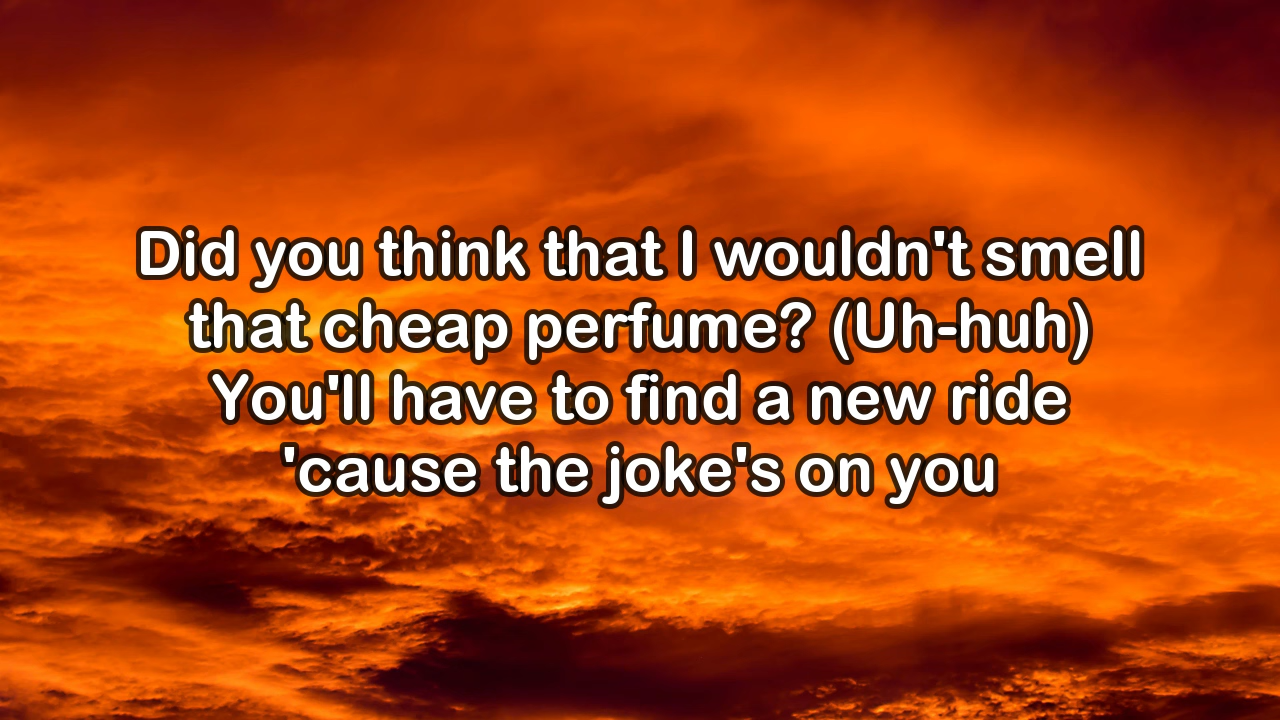 Did you think that I wouldn't smell
that cheap perfume? (Uh-huh)
You'll have to find a new ride
'cause the joke's on you